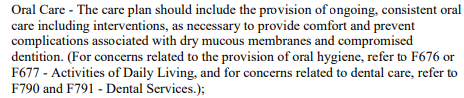 Oral Care - The care plan should include the provision of ongoing, consistent oral
care including interventions, as necessary to provide comfort and prevent
complications associated with dry mucous membranes and compromised
dentition. (For concerns related to the provision of oral hygiene, refer to F676 or
F677 - Activities of Daily Living, and for concerns related to dental care, refer to
F790 and F791 - Dental Services.);